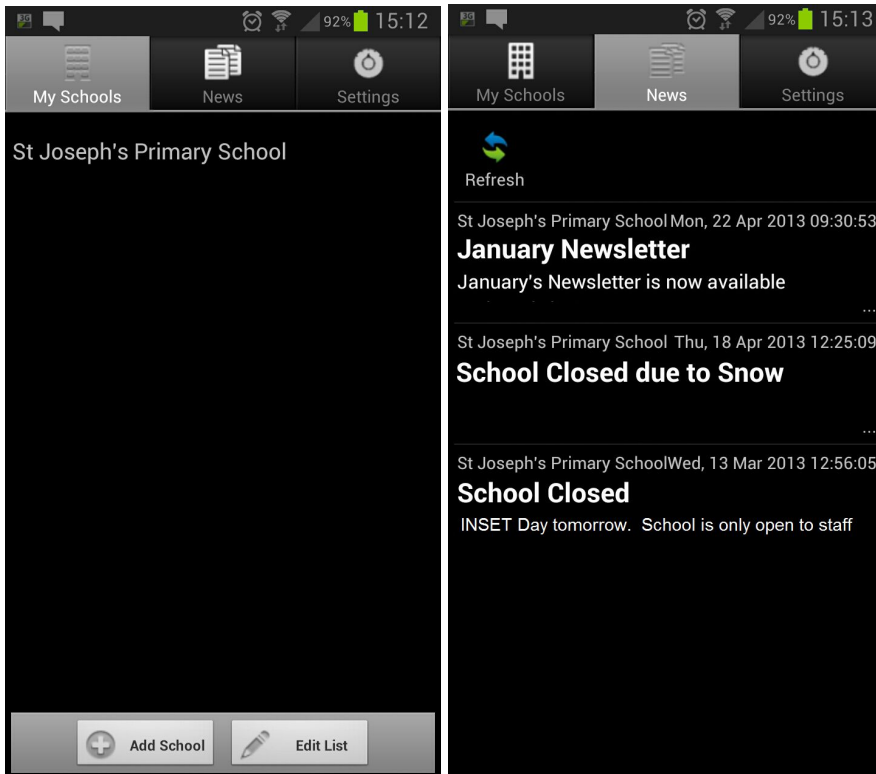 3G
92%
15:12
My Schools
News
Settings
St Joseph's Primary School
Add School
Edit List
3G
92%
15:13
My Schools
News
Settings
Refresh
St Joseph's Primary School Mon, 22 Apr 2013 09:30:53
January Newsletter
January's Newsletter is now available
...
St Joseph's Primary School Thu, 18 Apr 2013 12:25:09
School Closed due to Snow
...
St Joseph's Primary School Wed, 13 Mar 2013 12:56:05
School Closed
INSET Day tomorrow. School is only open to staff